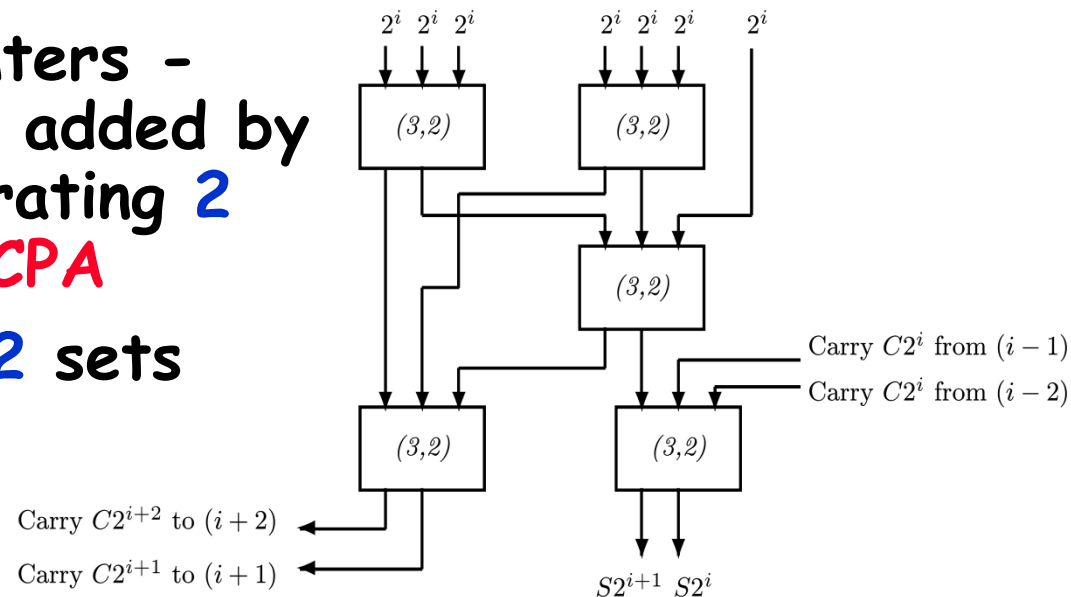 2^i 2^i 2^i 2^i 2^i 2^i 2^i
ters -
added by
rating 2
CPA
2 sets
(3,2) (3,2)
(3,2)
Carry C2^i from (i − 1)
Carry C2^i from (i − 2)
(3,2) (3,2)
Carry C2^{i+2} to (i + 2)
Carry C2^{i+1} to (i + 1)
S2^{i+1} S2^i